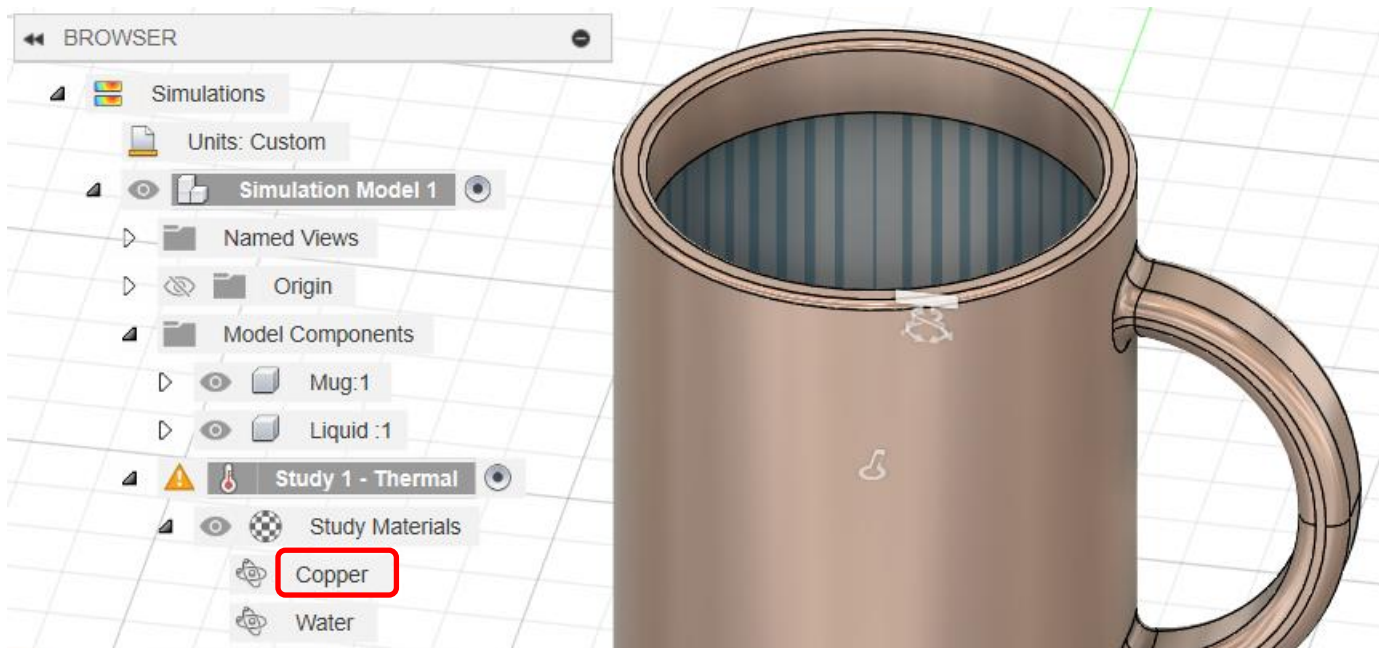 BROWSER
Simulations
Units: Custom
Simulation Model 1
Named Views
Origin
Model Components
Mug:1
Liquid :1
Study 1 - Thermal
Study Materials
Copper
Water